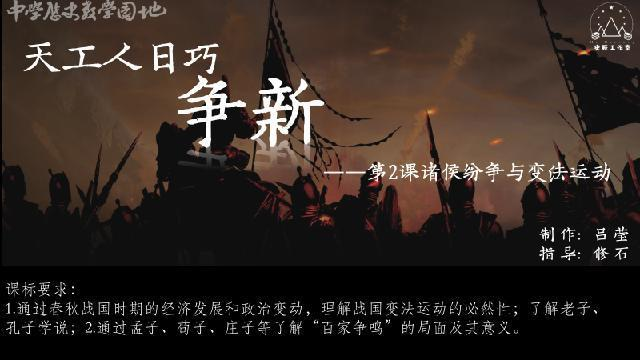 中学历史教学园地
天工人日巧
争新
——第2课诸侯纷争与变法运动
制作：吕莹
指导：修石
课标要求：
1.通过春秋战国时期的经济发展和政治变动，理解战国变法运动的必然性；了解老子、
孔子学说；2.通过孟子、荀子、庄子等了解“百家争鸣”的局面及其意义。